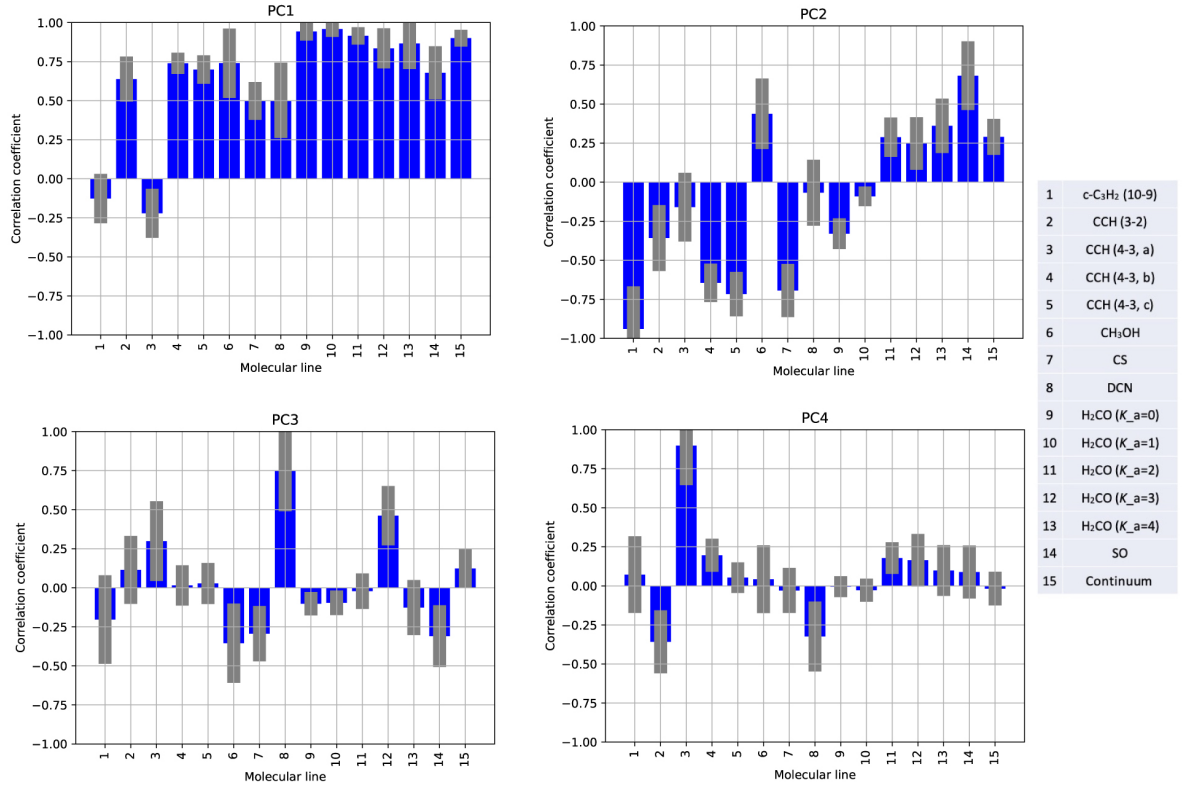 PC1
Correlation coefficient
1.00
0.75
0.50
0.25
0.00
−0.25
−0.50
−0.75
−1.00
1 2 3 4 5 6 7 8 9 10 11 12 13 14 15
Molecular line
PC2
Correlation coefficient
1.00
0.75
0.50
0.25
0.00
−0.25
−0.50
−0.75
−1.00
1 2 3 4 5 6 7 8 9 10 11 12 13 14 15
Molecular line
PC3
Correlation coefficient
1.00
0.75
0.50
0.25
0.00
−0.25
−0.50
−0.75
−1.00
1 2 3 4 5 6 7 8 9 10 11 12 13 14 15
Molecular line
PC4
Correlation coefficient
1.00
0.75
0.50
0.25
0.00
−0.25
−0.50
−0.75
−1.00
1 2 3 4 5 6 7 8 9 10 11 12 13 14 15
Molecular line
1 c-C₃H₂ (10-9)
2 CCH (3-2)
3 CCH (4-3, a)
4 CCH (4-3, b)
5 CCH (4-3, c)
6 CH₃OH
7 CS
8 DCN
9 H₂CO (K_a=0)
10 H₂CO (K_a=1)
11 H₂CO (K_a=2)
12 H₂CO (K_a=3)
13 H₂CO (K_a=4)
14 SO
15 Continuum